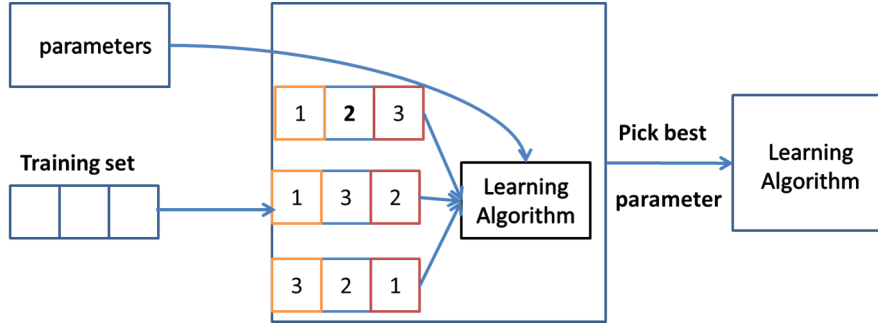 parameters
1 2 3
Training set
1 3 2
3 2 1
Learning
Algorithm
Pick best
parameter
Learning
Algorithm